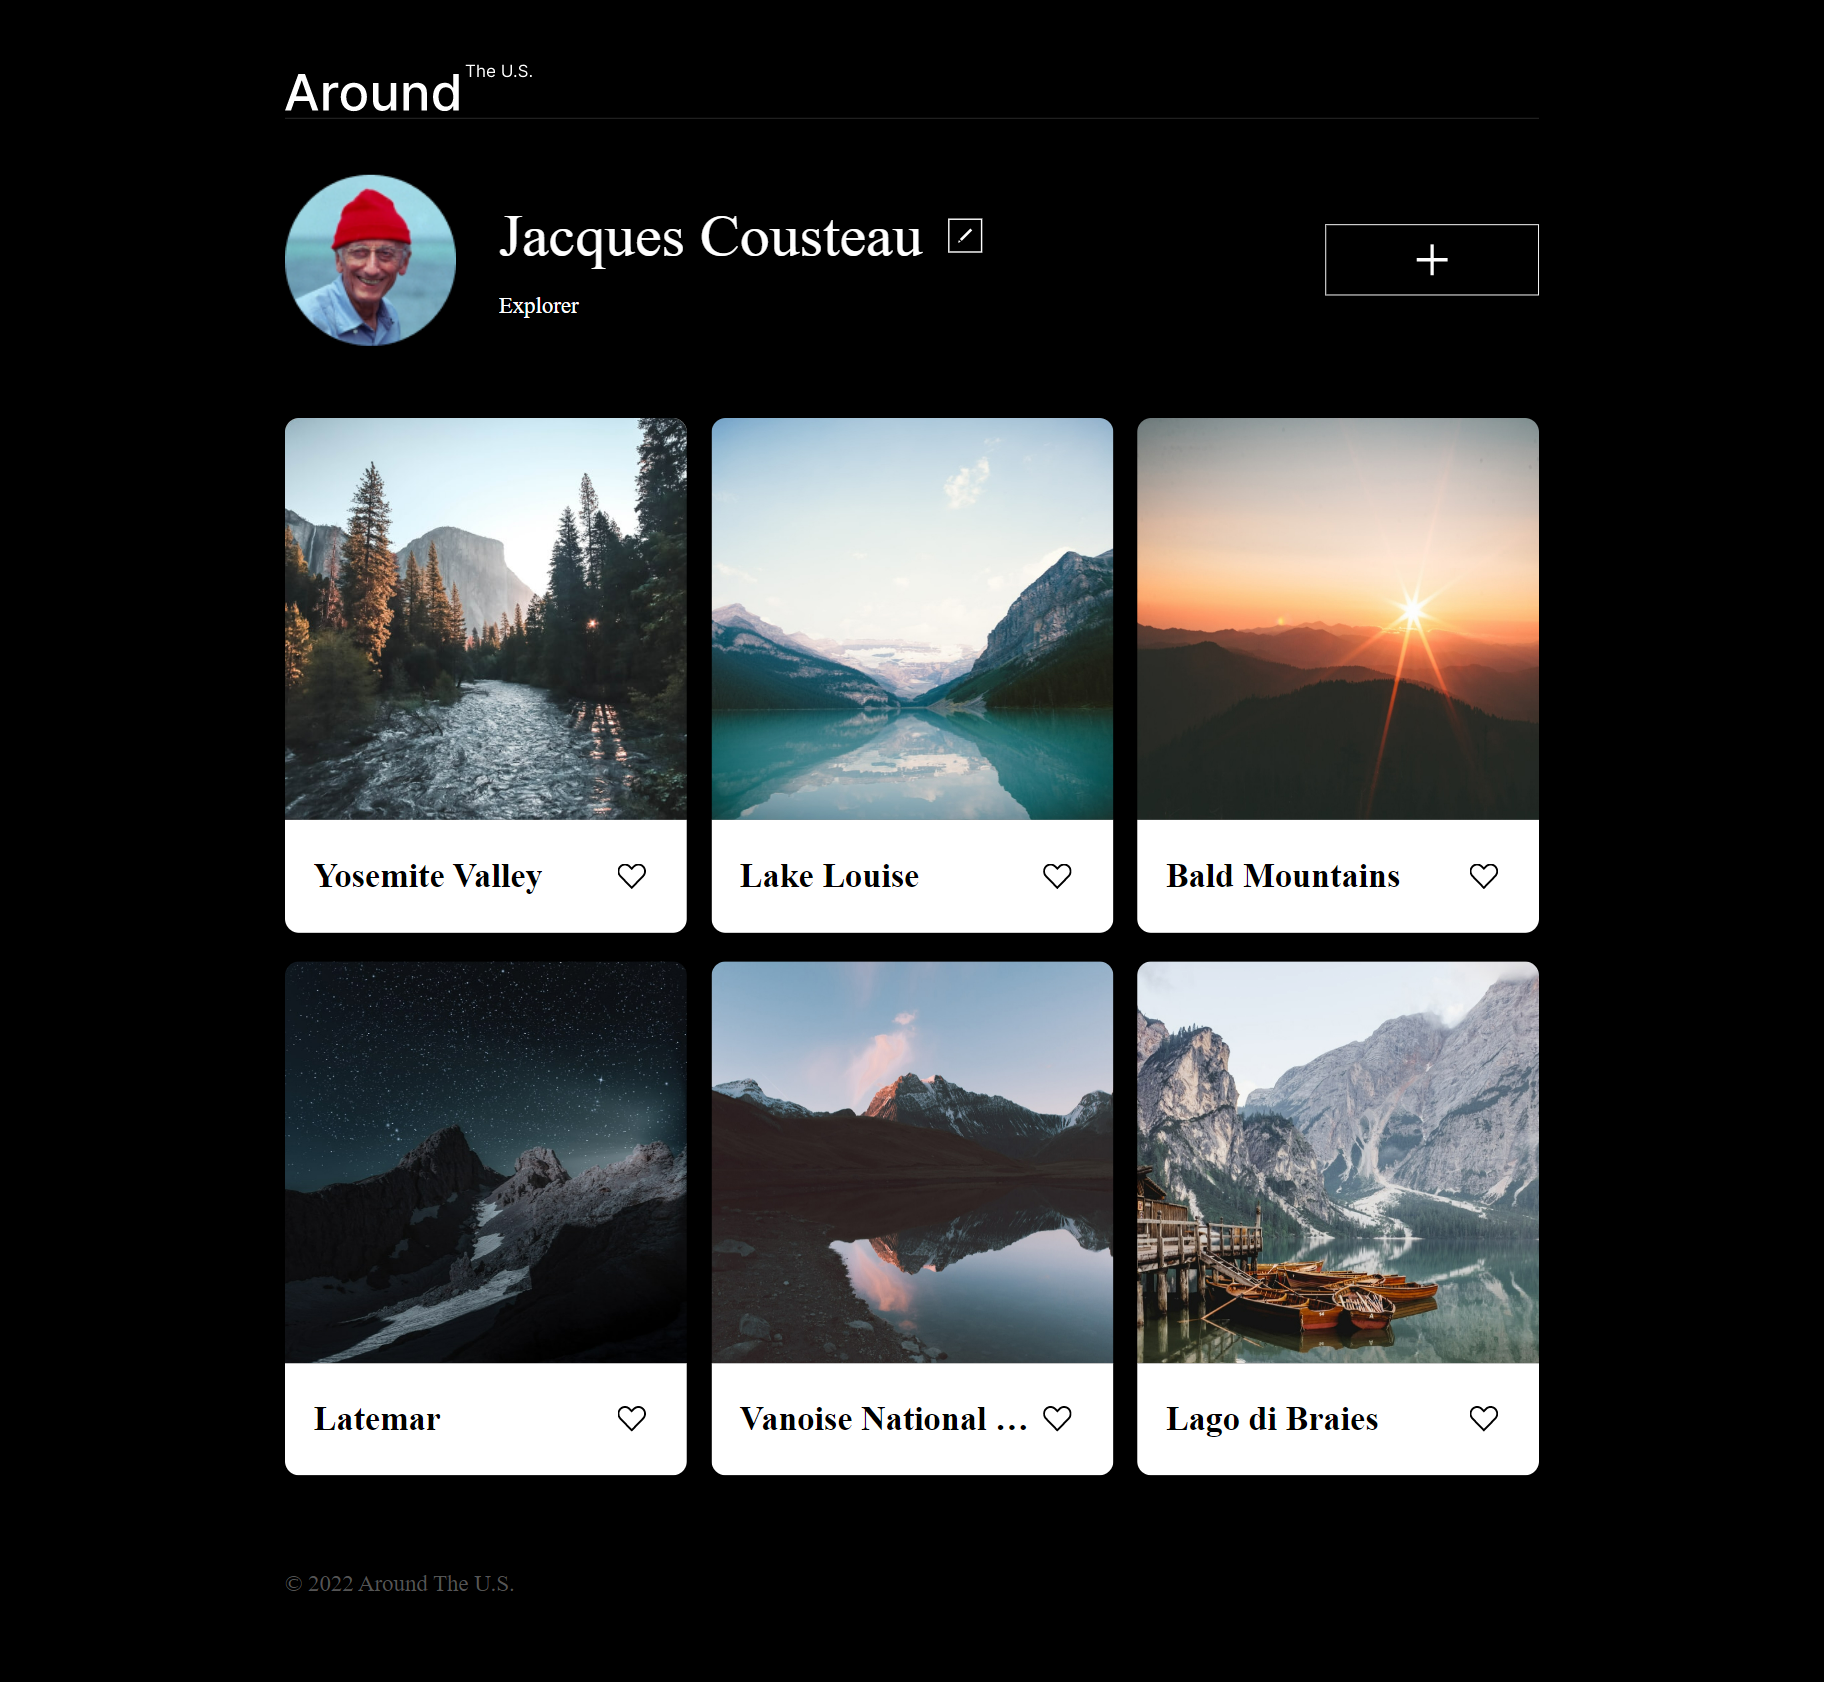 Around The U.S.
Jacques Cousteau
Explorer
Yosemite Valley
Lake Louise
Bald Mountains
Latemar
Vanoise National ...
Lago di Braies
© 2022 Around The U.S.